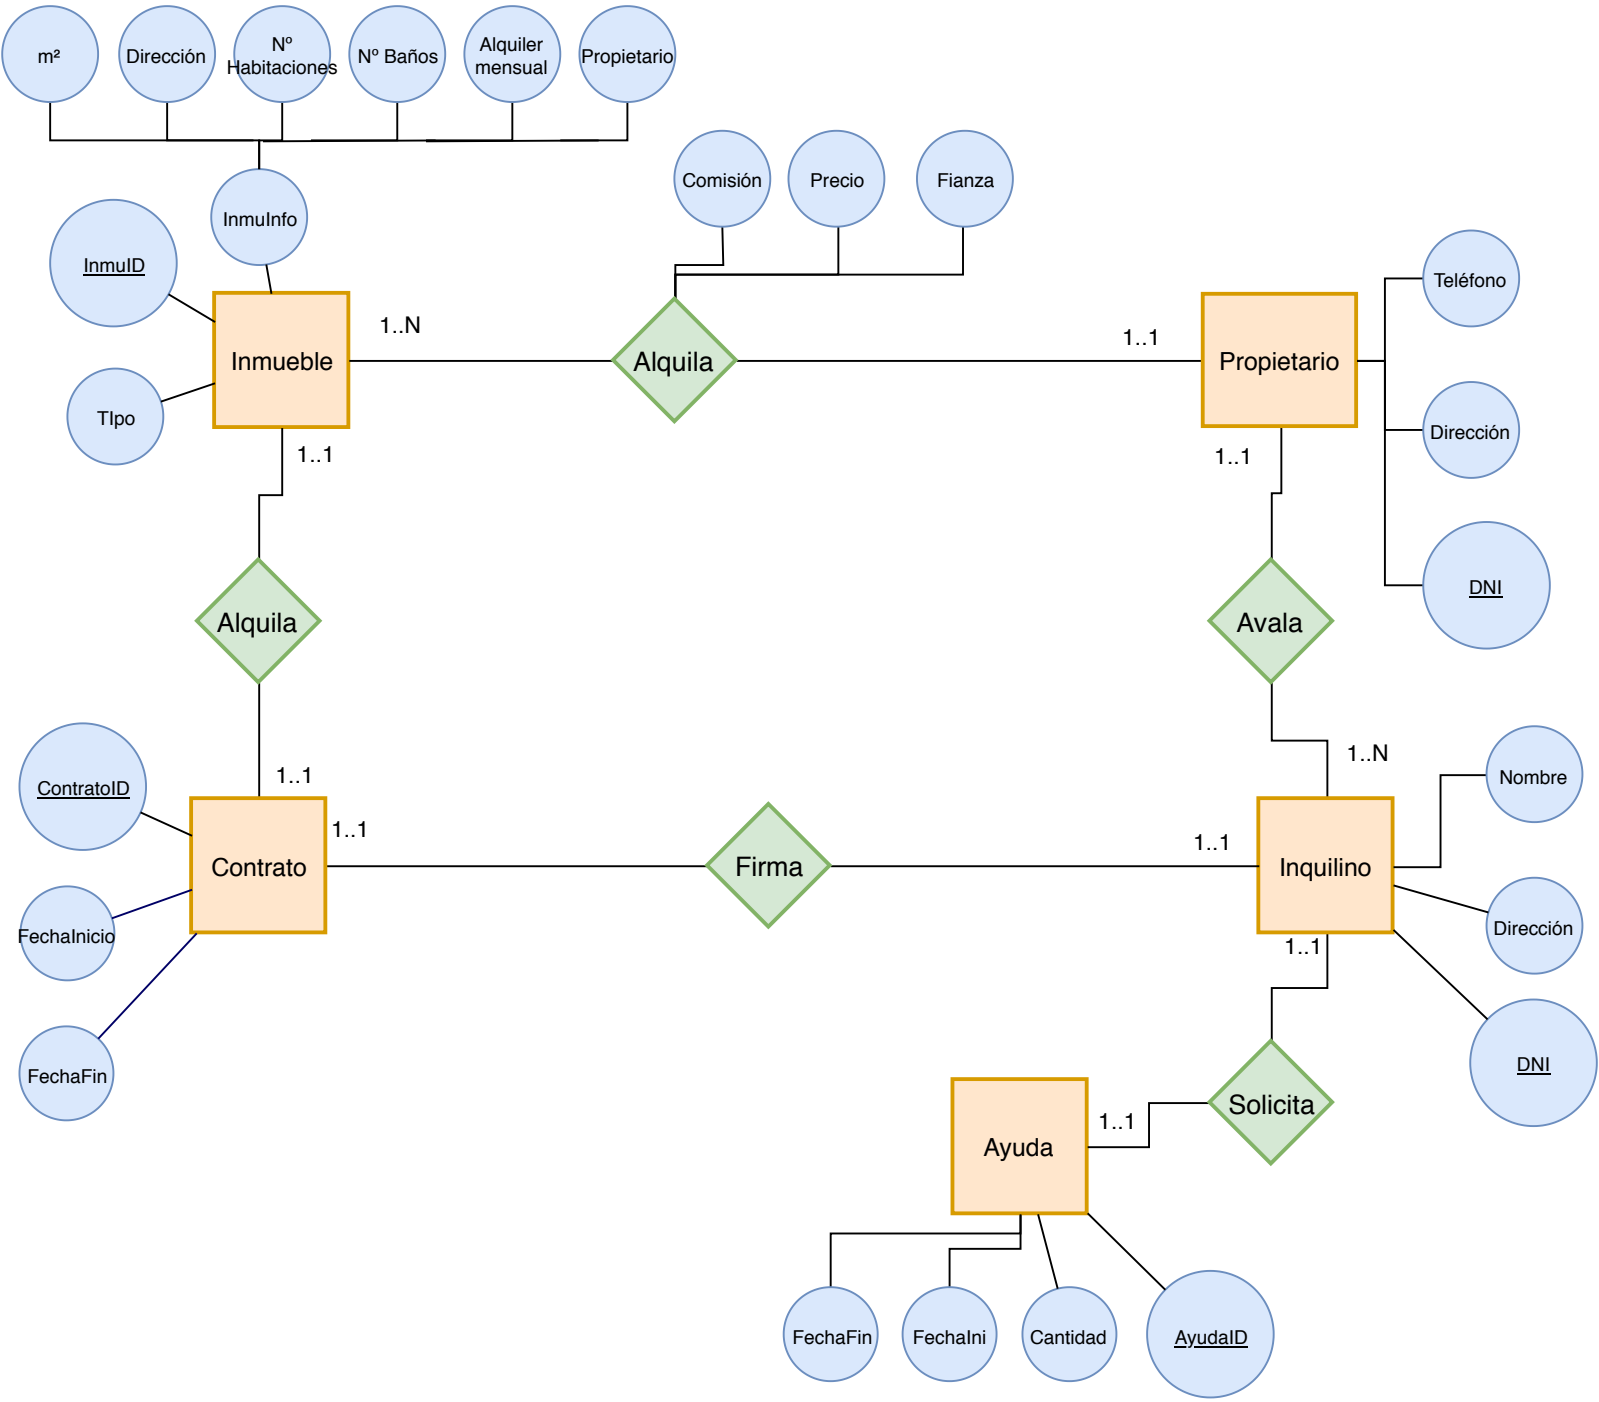 m²
Dirección
Nº
Habitaciones
Nº Baños
Alquiler
mensual
Propietario
Comisión
Precio
Fianza
InmuInfo
InmuID
Teléfono
1..N
1..1
Inmueble
Alquila
Propietario
TIpo
Dirección
1..1
1..1
DNI
Alquila
Avala
1..N
1..1
Nombre
ContratoID
1..1
1..1
Contrato
Firma
Inquilino
FechaInicio
Dirección
1..1
FechaFin
DNI
Solicita
1..1
Ayuda
FechaFin
FechaIni
Cantidad
AyudaID